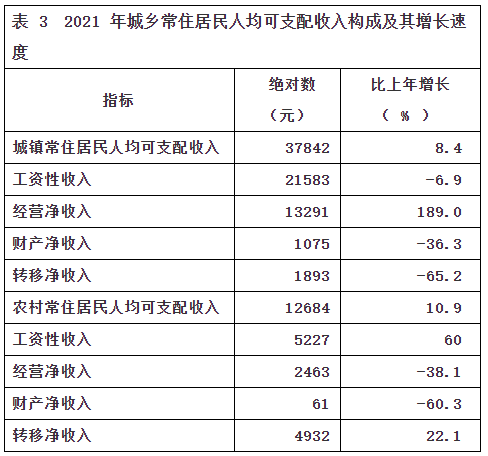 表 3 2021 年城乡常住居民人均可支配收入构成及其增长速
度
指标 绝对数（元） 比上年增长（ % ）
城镇常住居民人均可支配收入 37842 8.4
工资性收入 21583 -6.9
经营净收入 13291 189.0
财产净收入 1075 -36.3
转移净收入 1893 -65.2
农村常住居民人均可支配收入 12684 10.9
工资性收入 5227 60
经营净收入 2463 -38.1
财产净收入 61 -60.3
转移净收入 4932 22.1